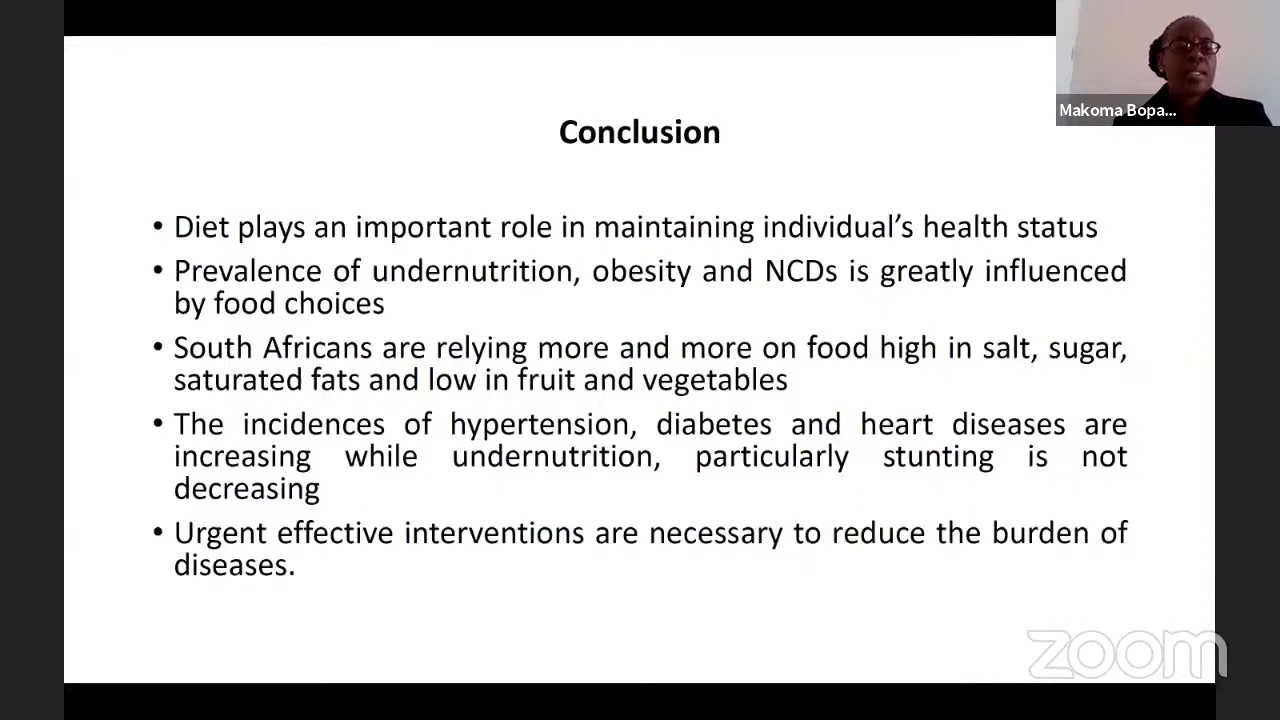 Makoma Bopa...
Conclusion
• Diet plays an important role in maintaining individual’s health status
• Prevalence of undernutrition, obesity and NCDs is greatly influenced
by food choices
• South Africans are relying more and more on food high in salt, sugar,
saturated fats and low in fruit and vegetables
• The incidences of hypertension, diabetes and heart diseases are
increasing while undernutrition, particularly stunting is not
decreasing
• Urgent effective interventions are necessary to reduce the burden of
diseases.
zoom